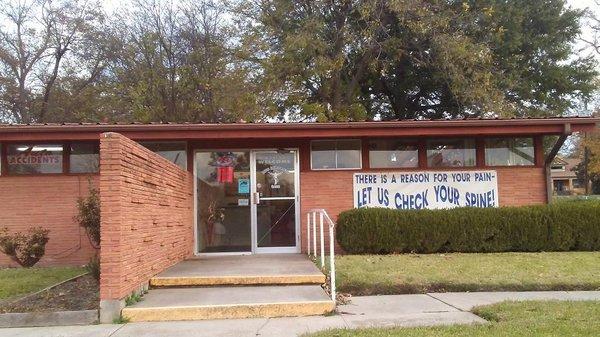 ACCIDENTS
WELCOME
THERE IS A REASON FOR YOUR PAIN-
LET US CHECK YOUR SPINE!